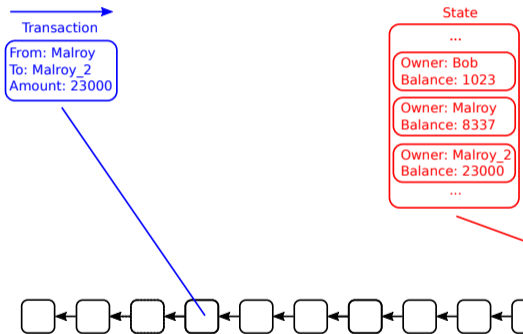 Transaction
From: Malroy
To: Malroy_2
Amount: 23000
State
...
Owner: Bob
Balance: 1023
Owner: Malroy
Balance: 8337
Owner: Malroy_2
Balance: 23000
...